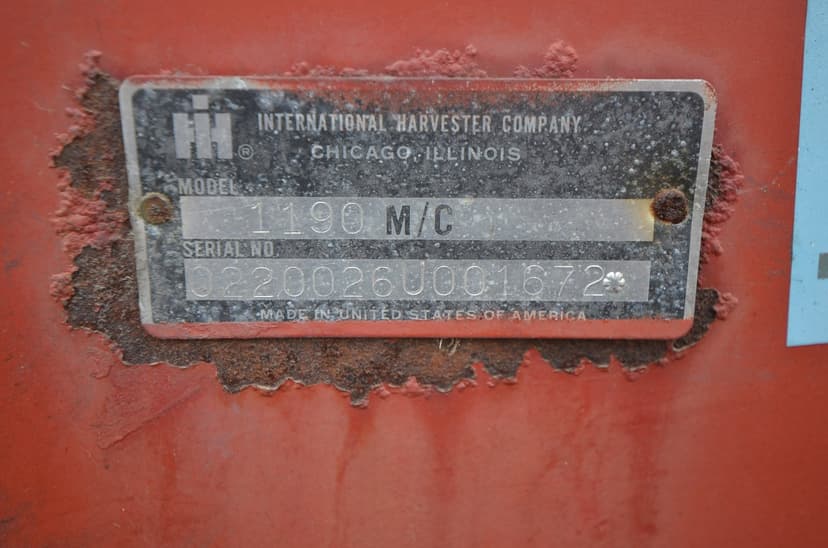 IH® INTERNATIONAL HARVESTER COMPANY
CHICAGO, ILLINOIS
MODEL
1190 M/C
SERIAL NO.
0220026U001672*
MADE IN UNITED STATES OF AMERICA